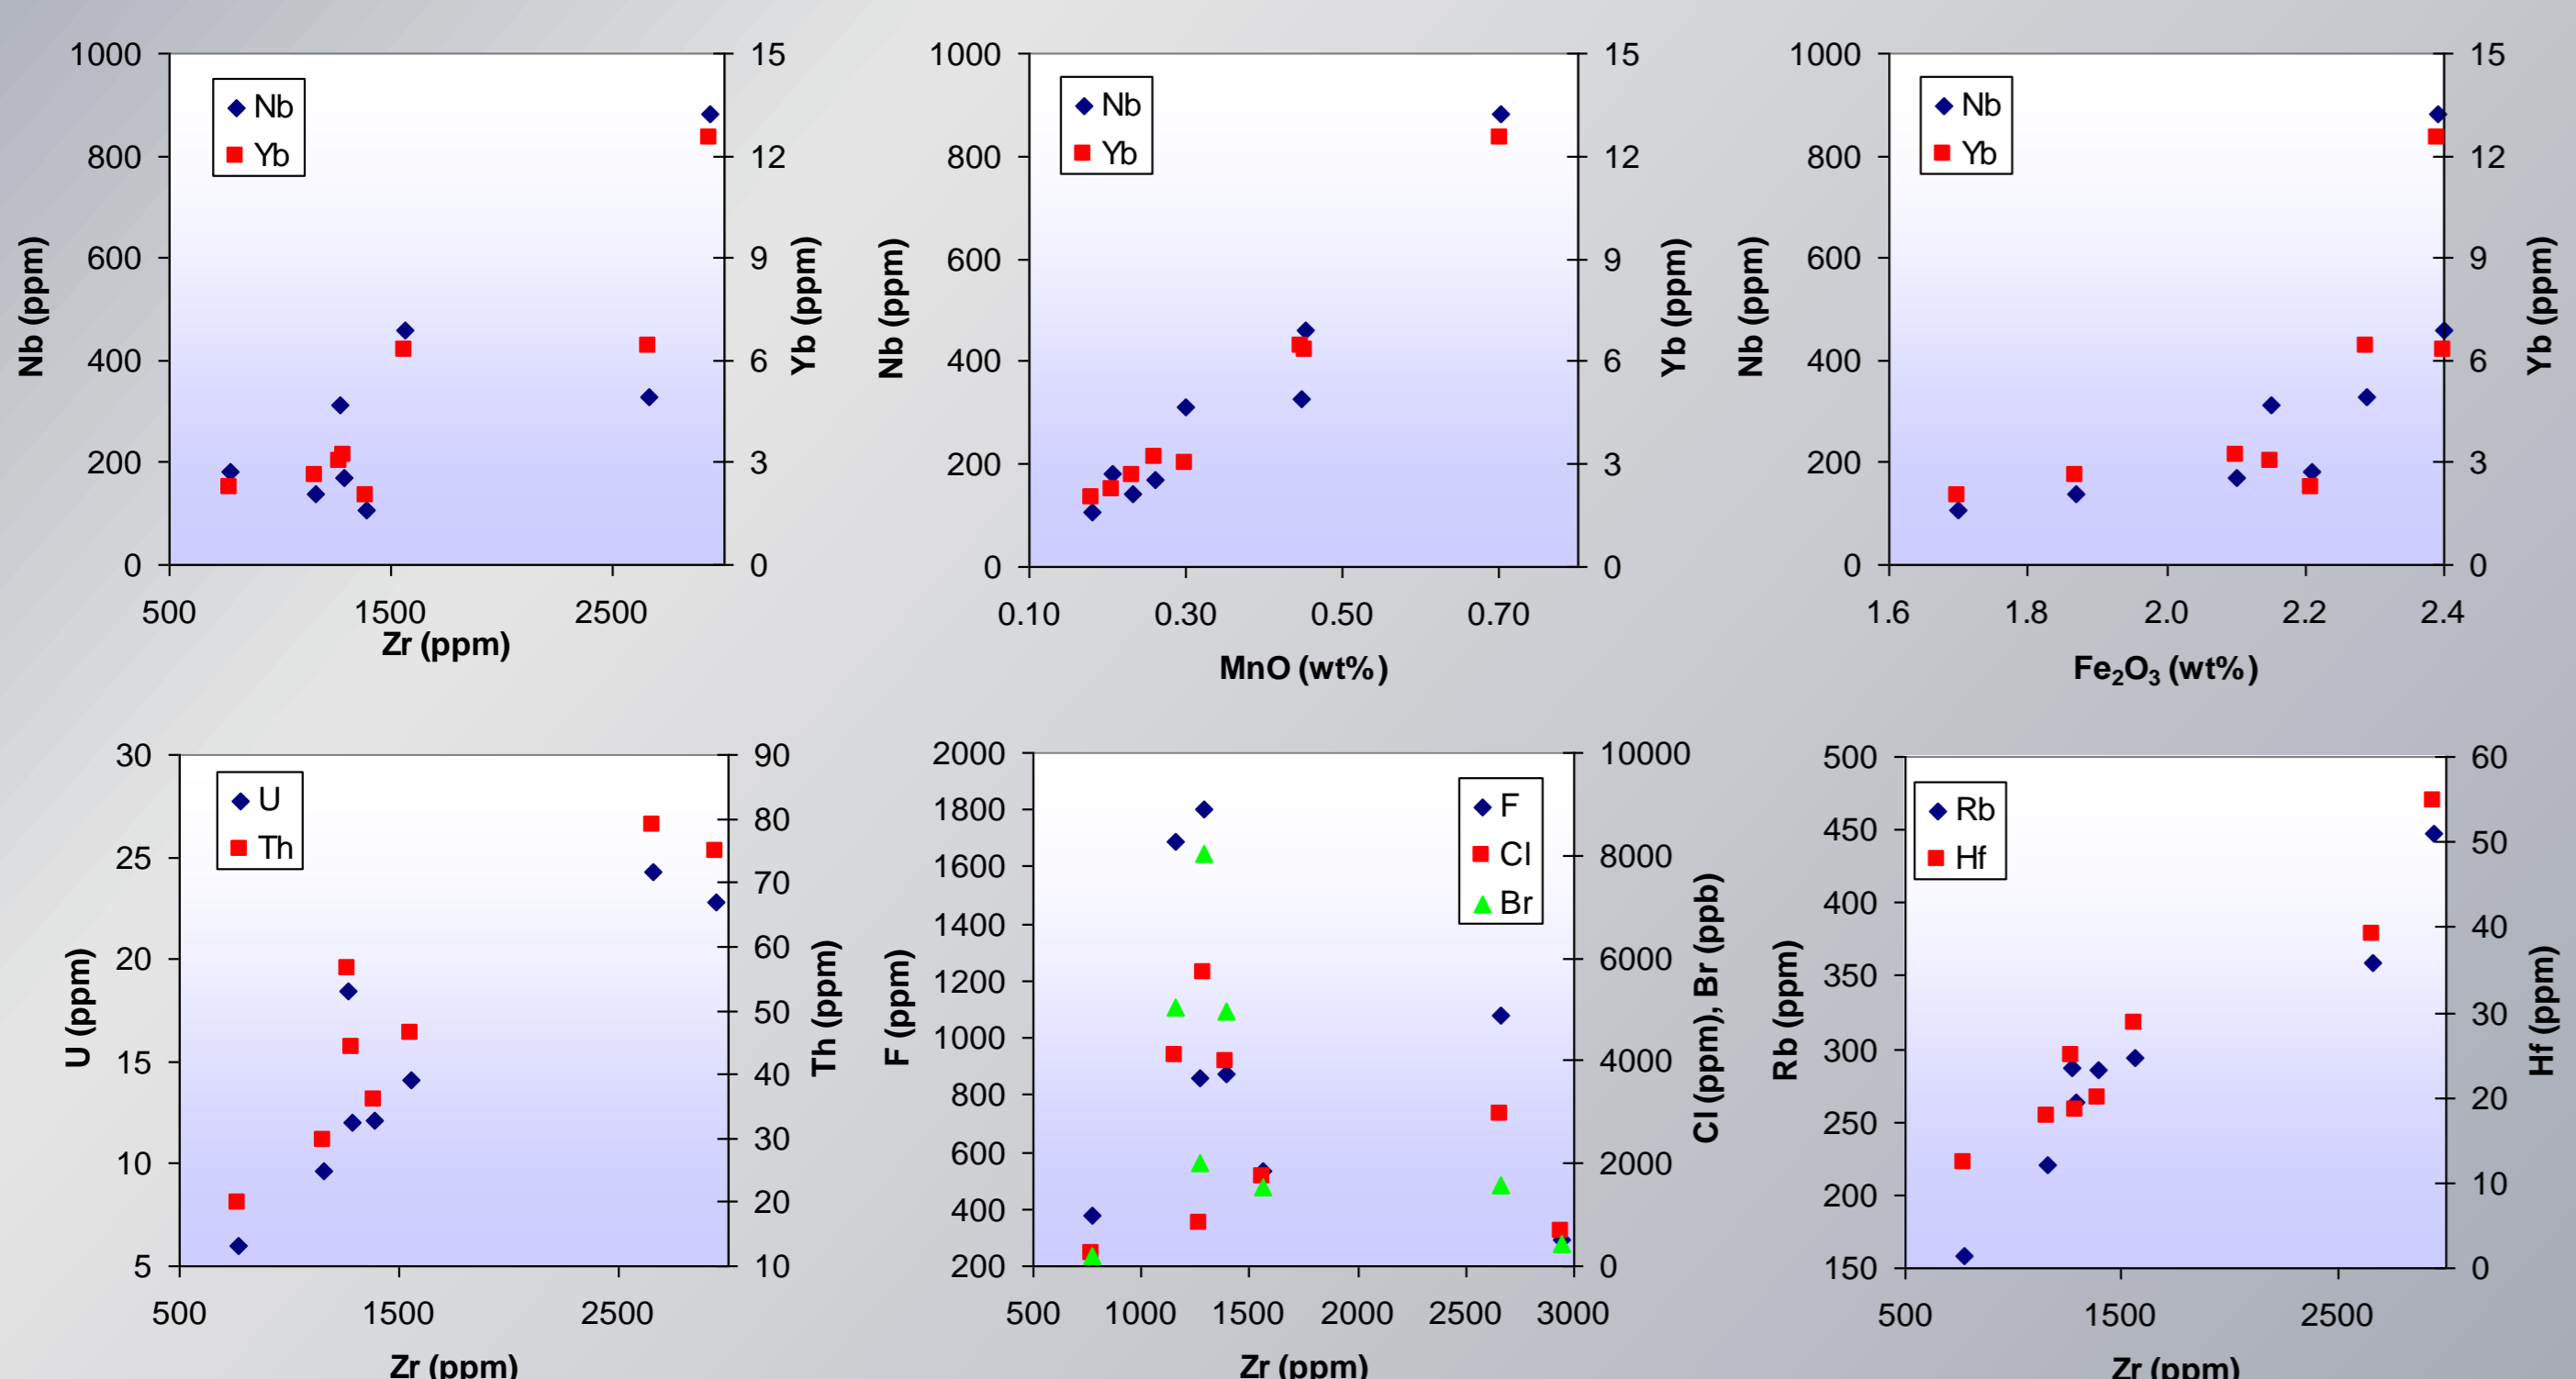 1000
800
600
400
200
0
Nb (ppm)
Nb
Yb
15
12
9
6
3
0
Yb (ppm)
500 1500 2500
Zr (ppm)
1000
800
600
400
200
0
Nb (ppm)
Nb
Yb
15
12
9
6
3
0
Yb (ppm)
0.10 0.30 0.50 0.70
MnO (wt%)
1000
800
600
400
200
0
Nb (ppm)
Nb
Yb
15
12
9
6
3
0
Yb (ppm)
1.6 1.8 2.0 2.2 2.4
Fe₂O₃ (wt%)
30
25
20
15
10
5
U (ppm)
U
Th
90
80
70
60
50
40
30
20
10
Th (ppm)
500 1500 2500
Zr (ppm)
2000
1800
1600
1400
1200
1000
800
600
400
200
F (ppm)
F
Cl
Br
10000
8000
6000
4000
2000
0
Cl (ppm), Br (ppb)
500 1000 1500 2000 2500 3000
Zr (ppm)
500
450
400
350
300
250
200
150
Rb (ppm)
Rb
Hf
60
50
40
30
20
10
0
Hf (ppm)
500 1500 2500
Zr (ppm)